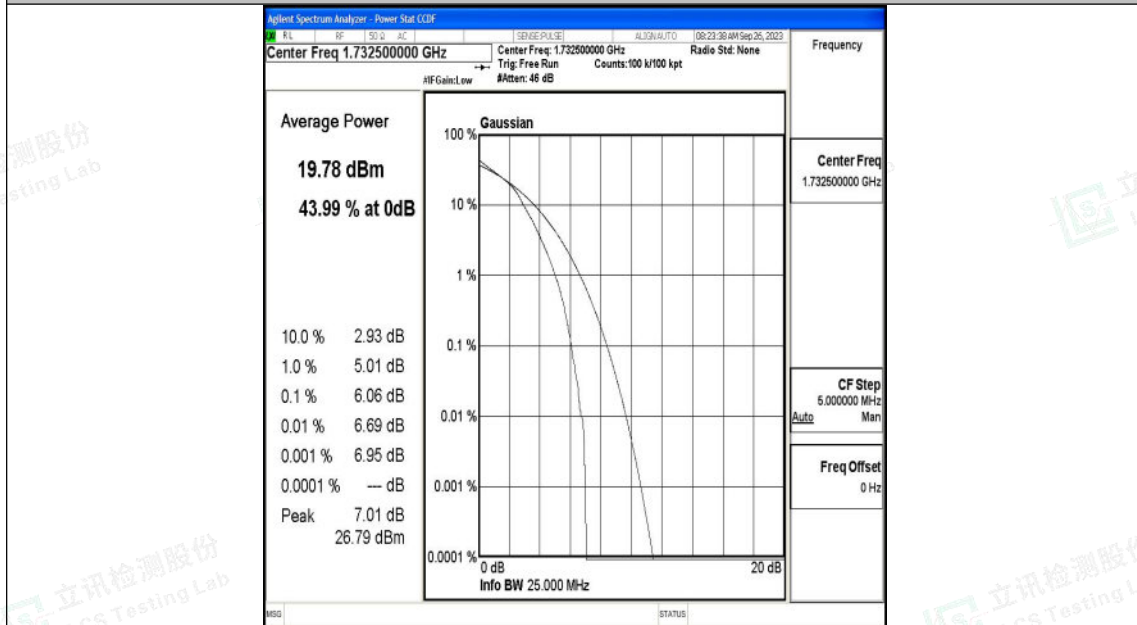 Agilent Spectrum Analyzer - Power Stat CCDF
RL RF 50 Ω AC SENSE:PULSE ALIGNAUTO 08:23:38 AM Sep 26, 2023
Center Freq 1.732500000 GHz
Center Freq: 1.732500000 GHz Radio Std: None
Trig: Free Run Counts:100 k/100 kpt
#IFGain:Low #Atten: 46 dB
Frequency
Average Power
19.78 dBm
43.99 % at 0dB
10.0 % 2.93 dB
1.0 % 5.01 dB
0.1 % 6.06 dB
0.01 % 6.69 dB
0.001 % 6.95 dB
0.0001 % --- dB
Peak 7.01 dB
26.79 dBm
Gaussian
100 %
10 %
1 %
0.1 %
0.01 %
0.001 %
0.0001 %
0 dB 20 dB
Info BW 25.000 MHz
Center Freq
1.732500000 GHz
CF Step
5.000000 MHz
Auto Man
Freq Offset
0 Hz
MSG STATUS
立讯检测股份
LCS Testing Lab